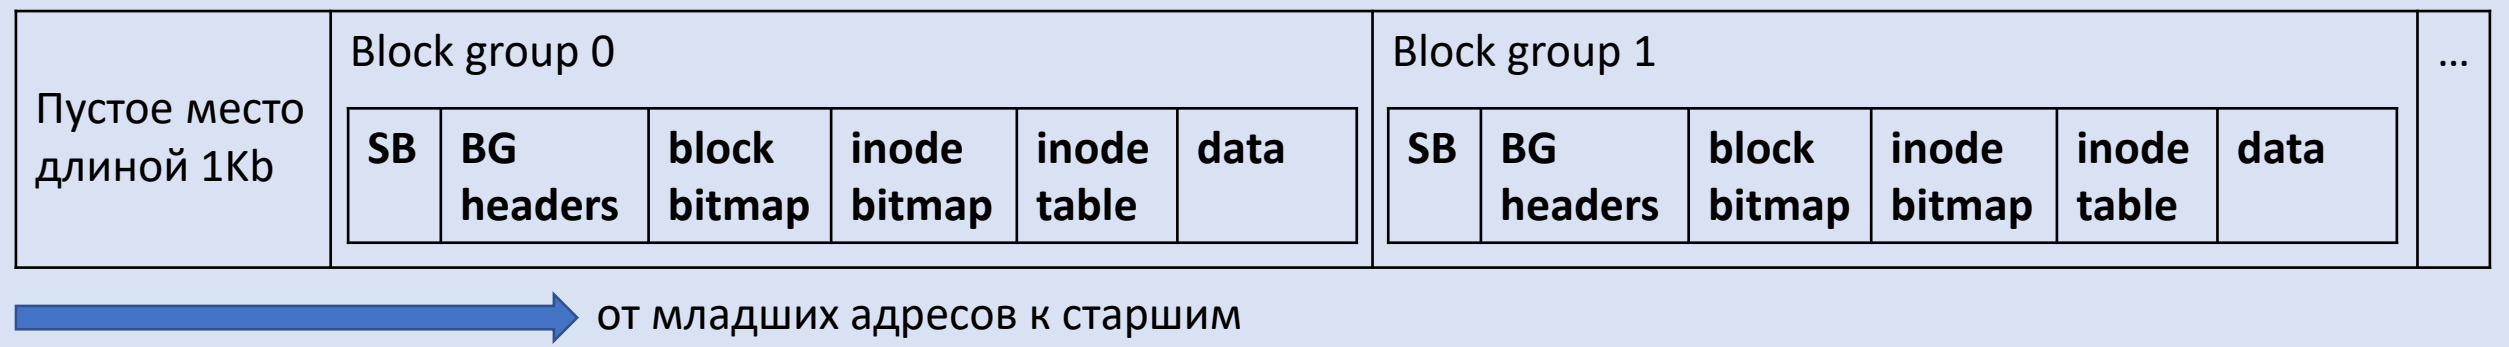 Пустое место
длиной 1Kb
Block group 0
SB
BG
headers
block
bitmap
inode
bitmap
inode
table
data
Block group 1
SB
BG
headers
block
bitmap
inode
bitmap
inode
table
data
...
от младших адресов к старшим